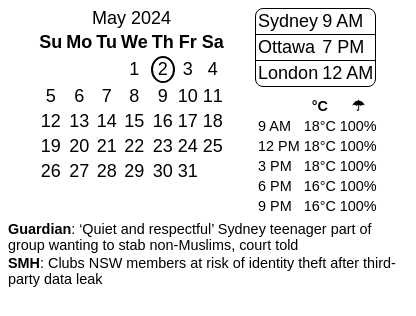 May 2024
Su Mo Tu We Th Fr Sa
1 2 3 4
5 6 7 8 9 10 11
12 13 14 15 16 17 18
19 20 21 22 23 24 25
26 27 28 29 30 31
Sydney 9 AM
Ottawa 7 PM
London 12 AM
°C ☂
9 AM 18°C 100%
12 PM 18°C 100%
3 PM 18°C 100%
6 PM 16°C 100%
9 PM 16°C 100%
Guardian: ‘Quiet and respectful’ Sydney teenager part of
group wanting to stab non-Muslims, court told
SMH: Clubs NSW members at risk of identity theft after third-
party data leak